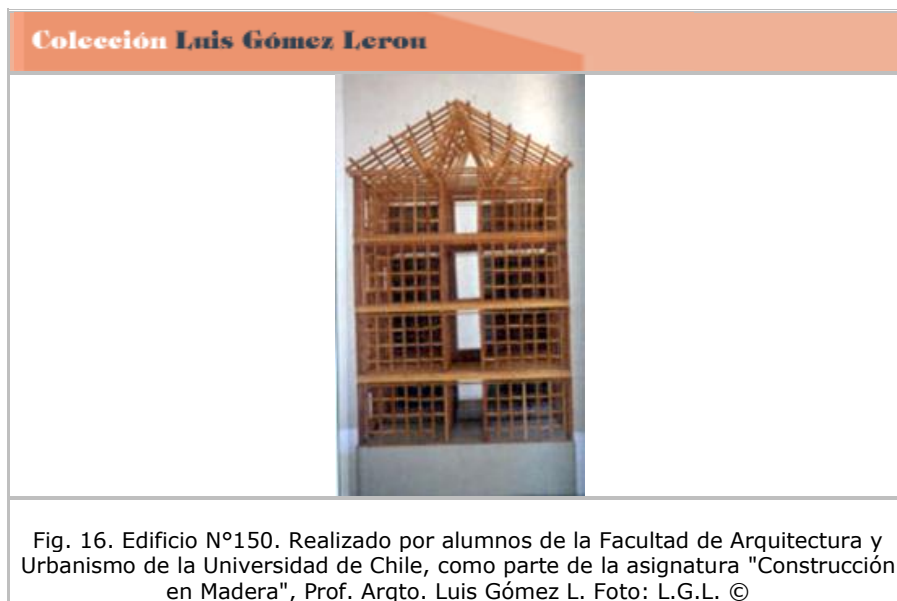 Colección Luis Gómez Lerou
Fig. 16. Edificio N°150. Realizado por alumnos de la Facultad de Arquitectura y
Urbanismo de la Universidad de Chile, como parte de la asignatura "Construcción
en Madera", Prof. Arqto. Luis Gómez L. Foto: L.G.L. ©